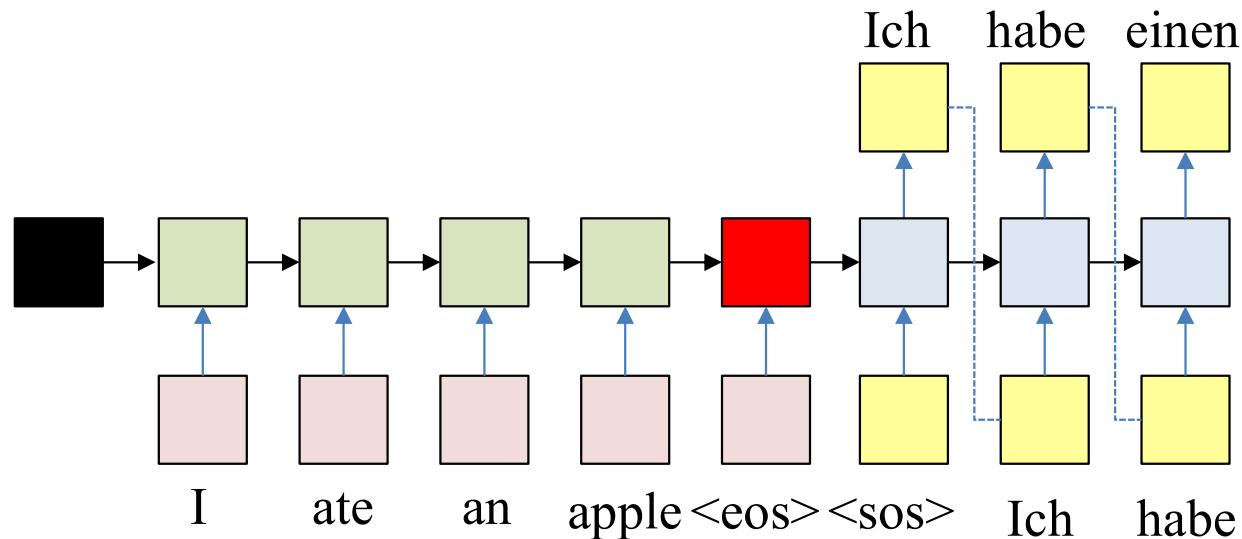 Ich habe einen
I ate an apple <eos> <sos> Ich habe